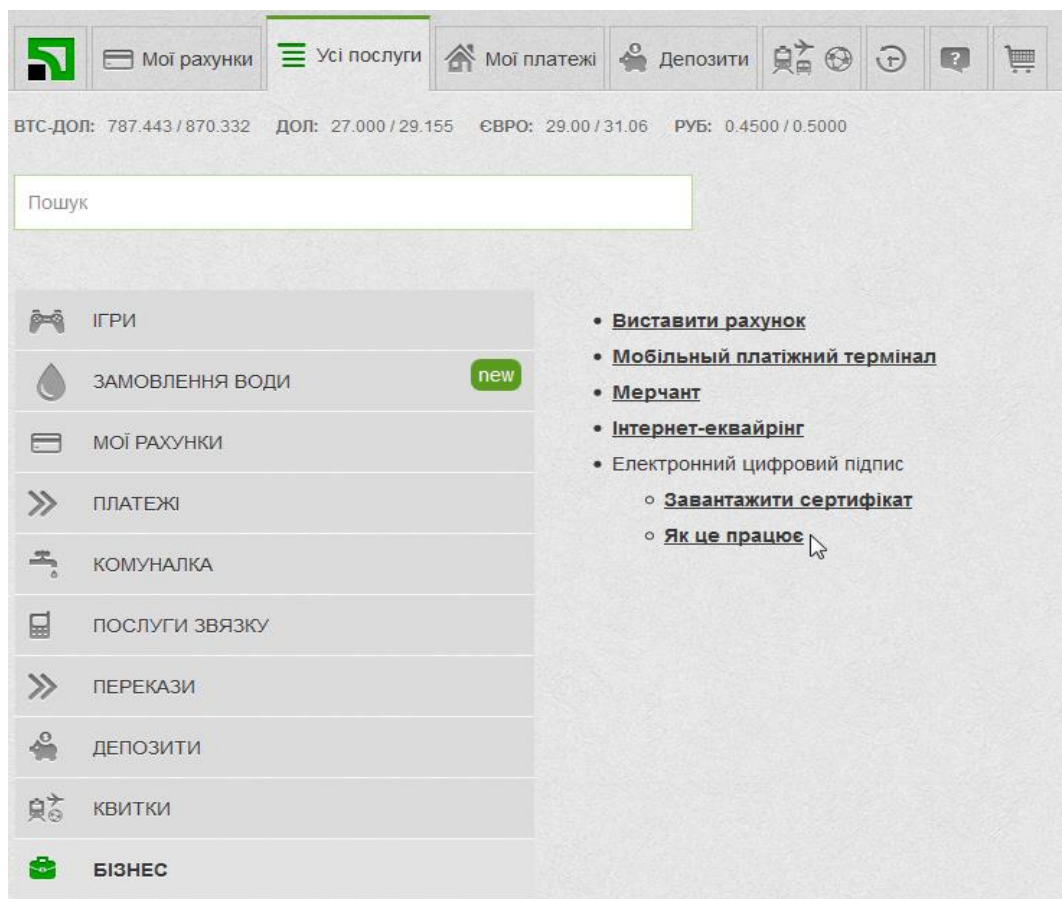 Мої рахунки Усі послуги Мої платежі Депозити
BTC-ДОЛ: 787.443 / 870.332 ДОЛ: 27.000 / 29.155 ЄВРО: 29.00 / 31.06 РУБ: 0.4500 / 0.5000
Пошук
ІГРИ
ЗАМОВЛЕННЯ ВОДИ new
МОЇ РАХУНКИ
ПЛАТЕЖІ
КОМУНАЛКА
ПОСЛУГИ ЗВЯЗКУ
ПЕРЕКАЗИ
ДЕПОЗИТИ
КВИТКИ
БІЗНЕС
Виставити рахунок
Мобільный платіжний термінал
Мерчант
Інтернет-еквайрінг
Електронний цифровий підпис
Завантажити сертифікат
Як це працює